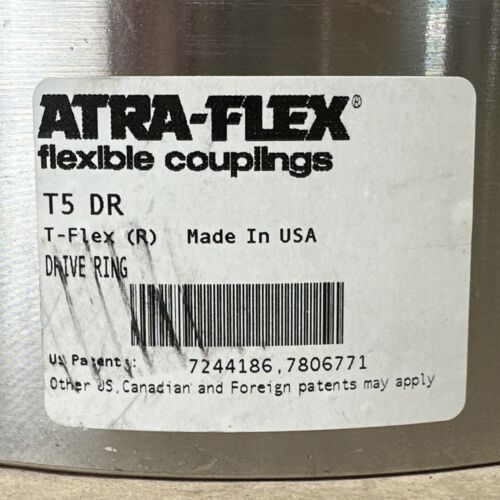 ATRA-FLEX®
flexible couplings
T5 DR
T-Flex (R) Made In USA
DRIVE RING
US Patents: 7244186,7806771
Other US,Canadian and Foreign patents may apply